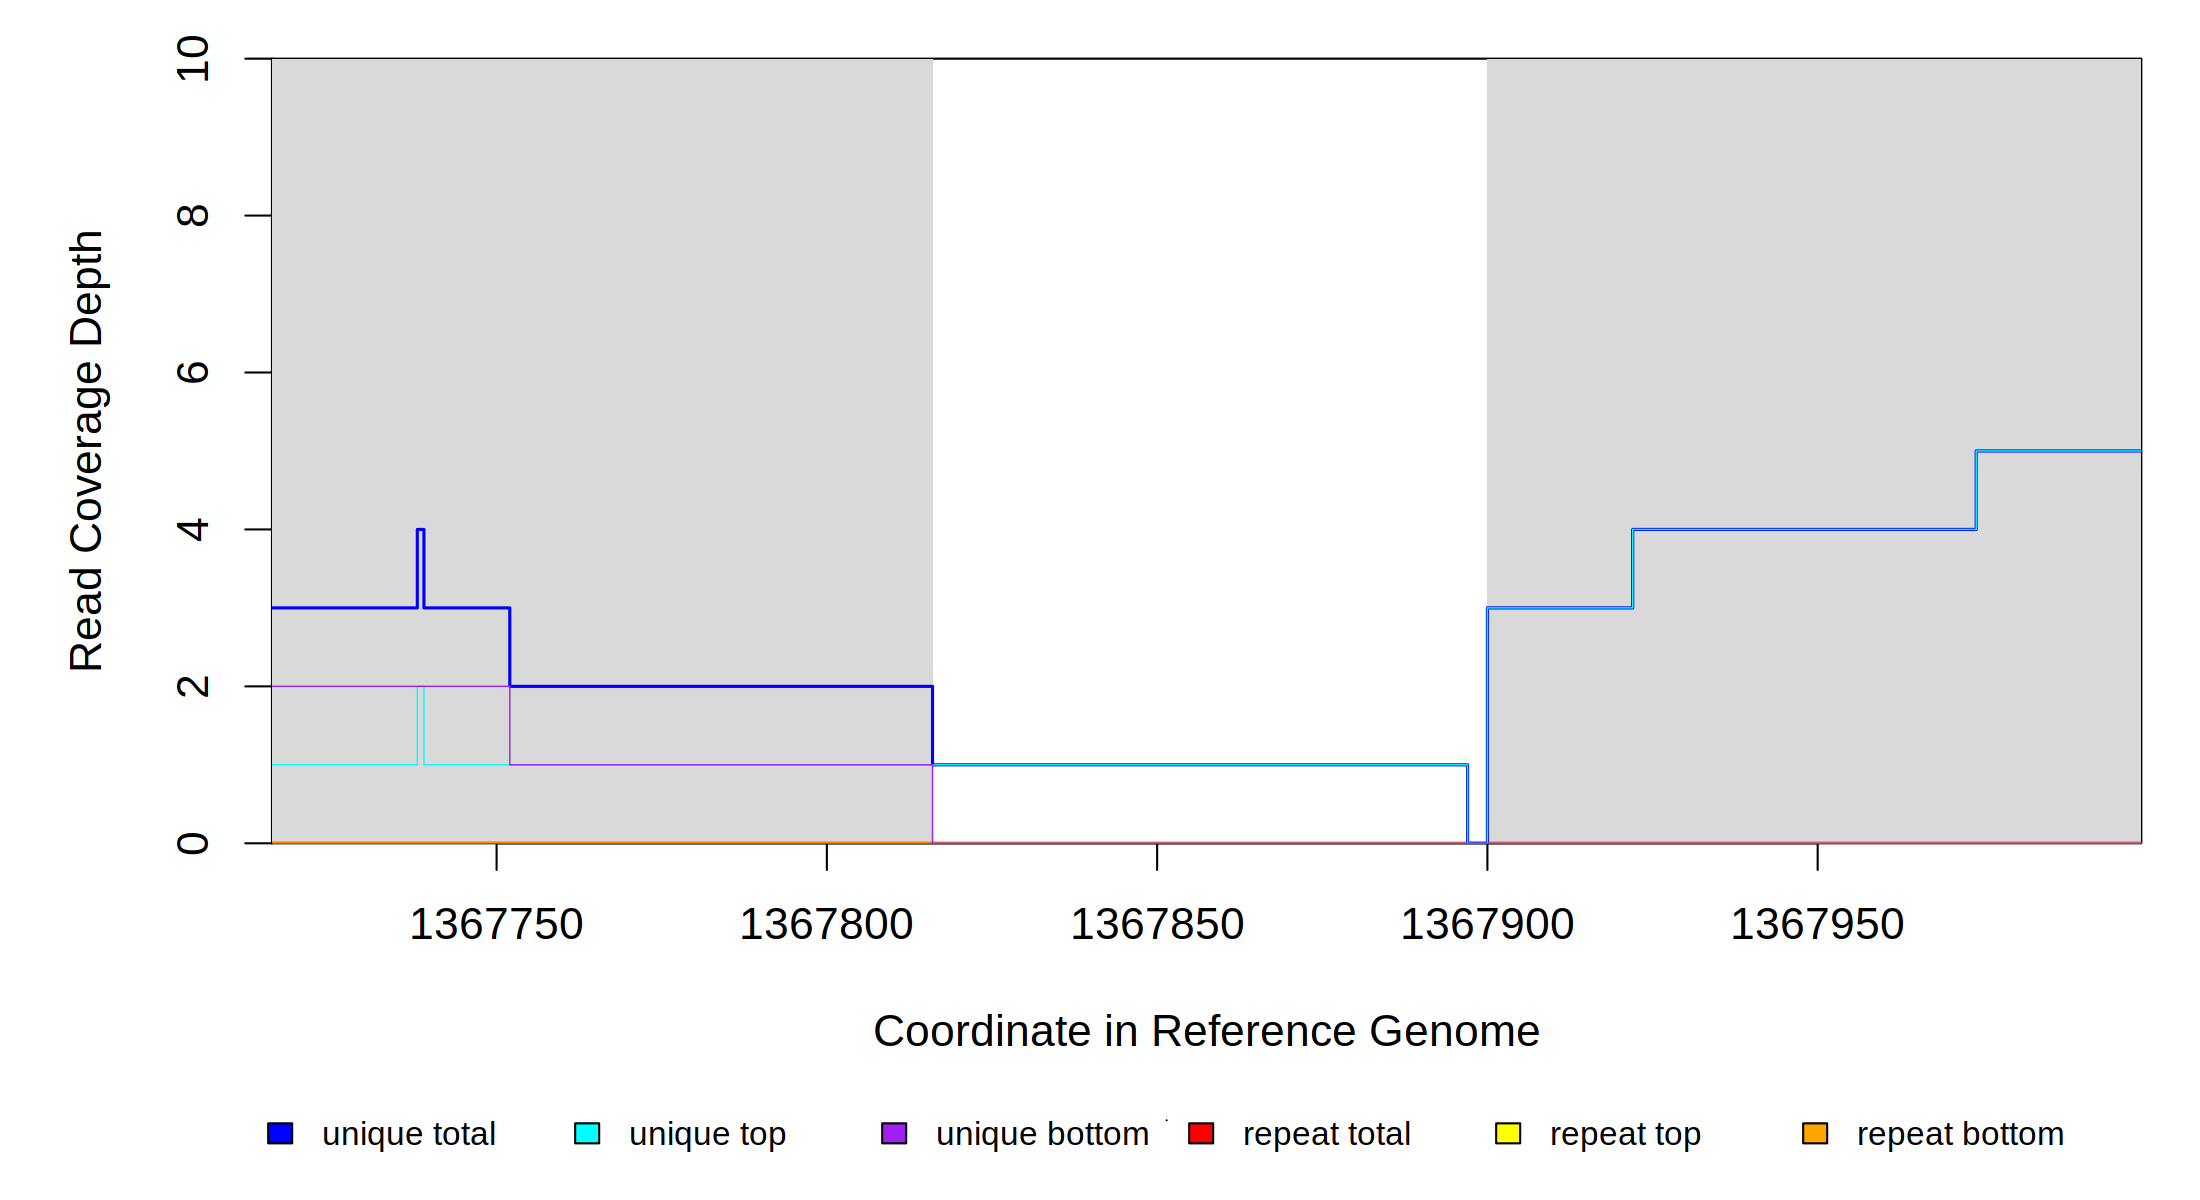 10
8
6
4
2
0
Read Coverage Depth
1367750 1367800 1367850 1367900 1367950
Coordinate in Reference Genome
unique total unique top unique bottom repeat total repeat top repeat bottom